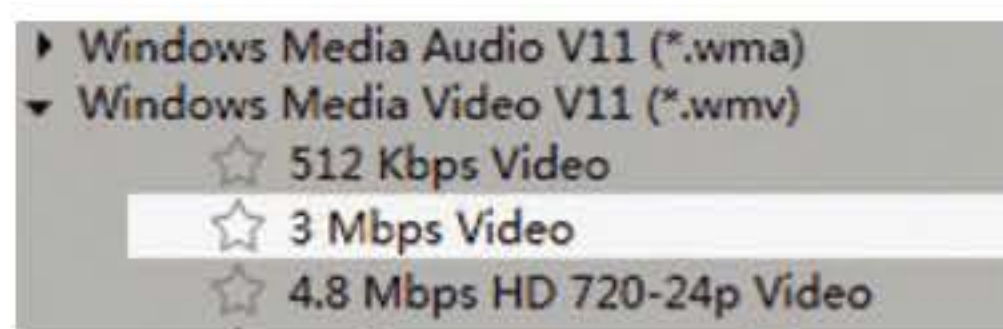 Windows Media Audio V11 (*.wma)
Windows Media Video V11 (*.wmv)
512 Kbps Video
3 Mbps Video
4.8 Mbps HD 720-24p Video